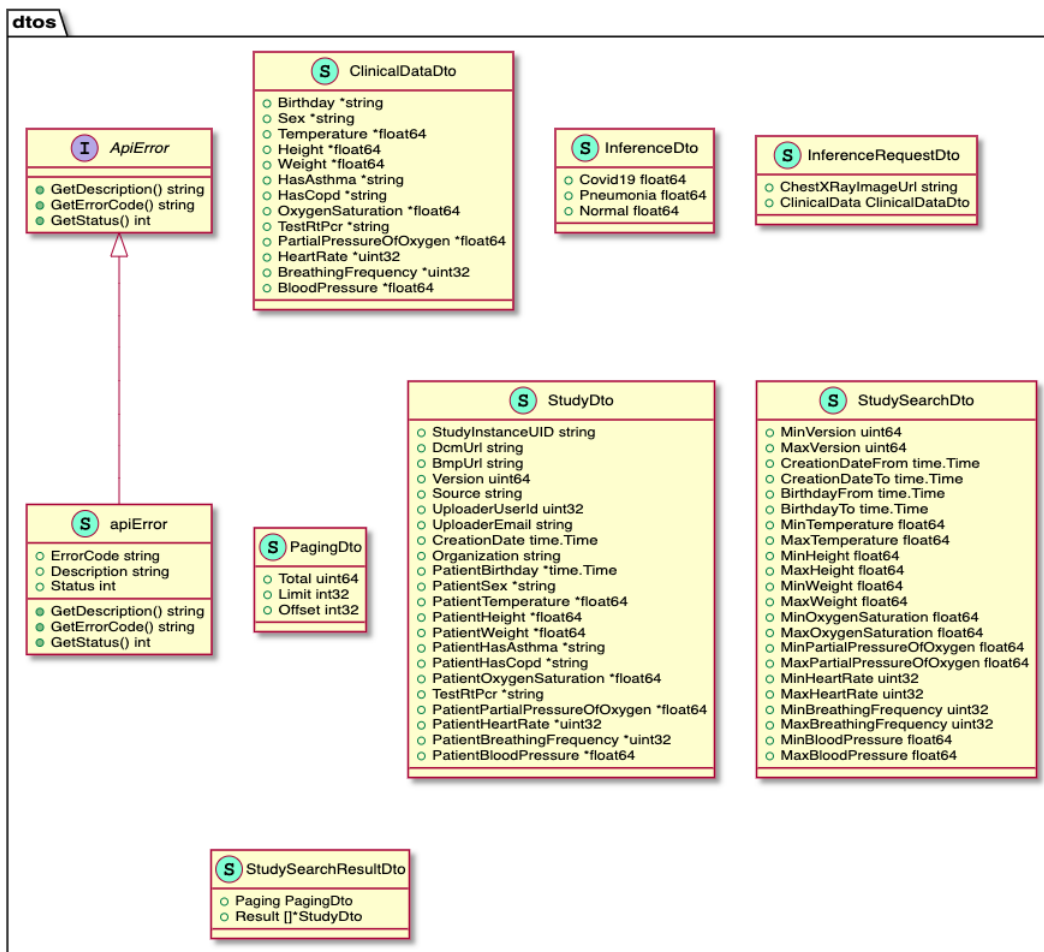 dtos
S ClinicalDataDto
Birthday *string
Sex *string
Temperature *float64
Height *float64
Weight *float64
HasAsthma *string
HasCopd *string
OxygenSaturation *float64
TestRtPcr *string
PartialPressureOfOxygen *float64
HeartRate *uint32
BreathingFrequency *uint32
BloodPressure *float64
I ApiError
GetDescription() string
GetErrorCode() string
GetStatus() int
S InferenceDto
Covid19 float64
Pneumonia float64
Normal float64
S InferenceRequestDto
ChestXRayImageUrl string
ClinicalData ClinicalDataDto
S apiError
ErrorCode string
Description string
Status int
GetDescription() string
GetErrorCode() string
GetStatus() int
S PagingDto
Total uint64
Limit int32
Offset int32
S StudyDto
StudyInstanceUID string
DcmUrl string
BmpUrl string
Version uint64
Source string
UploaderUserId uint32
UploaderEmail string
CreationDate time.Time
Organization string
PatientBirthday *time.Time
PatientSex *string
PatientTemperature *float64
PatientHeight *float64
PatientWeight *float64
PatientHasAsthma *string
PatientHasCopd *string
PatientOxygenSaturation *float64
TestRtPcr *string
PatientPartialPressureOfOxygen *float64
PatientHeartRate *uint32
PatientBreathingFrequency *uint32
PatientBloodPressure *float64
S StudySearchDto
MinVersion uint64
MaxVersion uint64
CreationDateFrom time.Time
CreationDateTo time.Time
BirthdayFrom time.Time
BirthdayTo time.Time
MinTemperature float64
MaxTemperature float64
MinHeight float64
MaxHeight float64
MinWeight float64
MaxWeight float64
MinOxygenSaturation float64
MaxOxygenSaturation float64
MinPartialPressureOfOxygen float64
MaxPartialPressureOfOxygen float64
MinHeartRate uint32
MaxHeartRate uint32
MinBreathingFrequency uint32
MaxBreathingFrequency uint32
MinBloodPressure float64
MaxBloodPressure float64
S StudySearchResultDto
Paging PagingDto
Result []*StudyDto